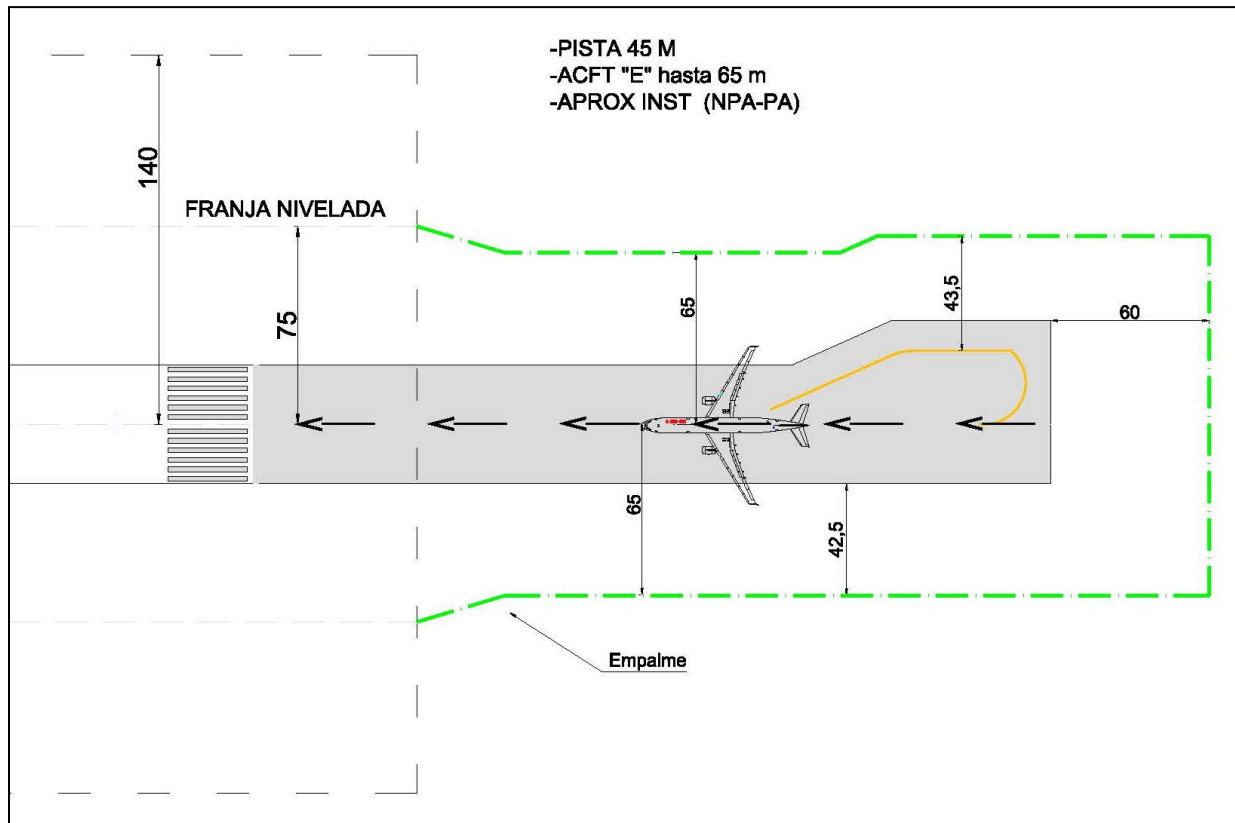 -PISTA 45 M
-ACFT "E" hasta 65 m
-APROX INST (NPA-PA)
140
FRANJA NIVELADA
75
65
43,5
60
65
42,5
Empalme